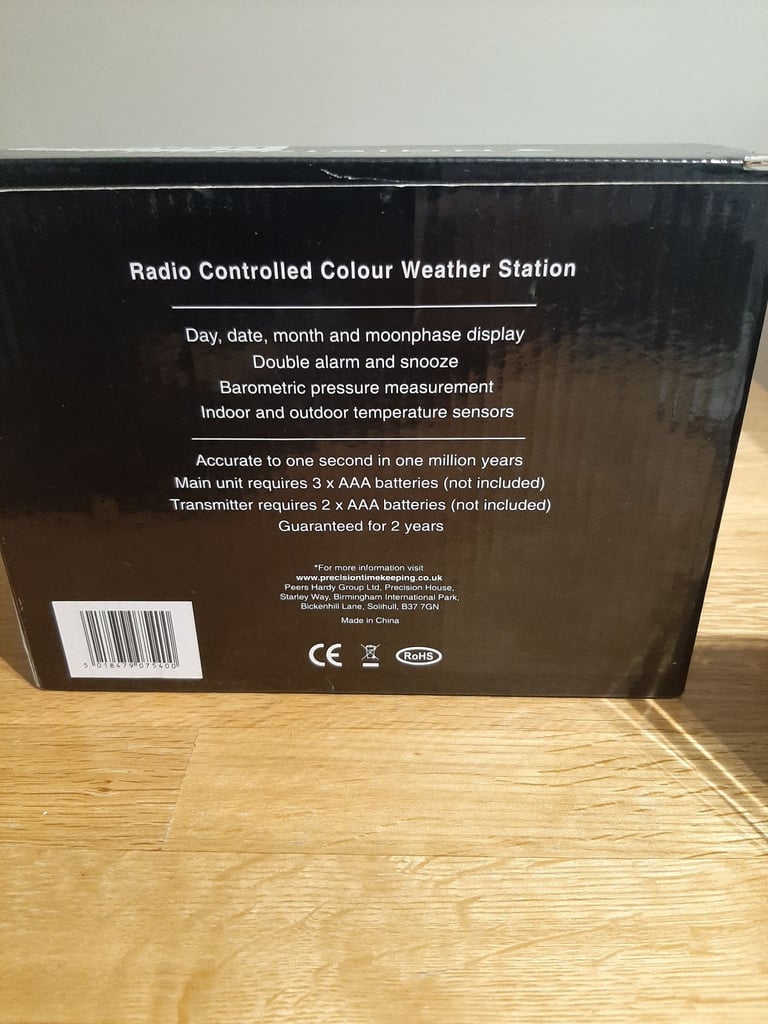 Radio Controlled Colour Weather Station
Day, date, month and moonphase display
Double alarm and snooze
Barometric pressure measurement
Indoor and outdoor temperature sensors
Accurate to one second in one million years
Main unit requires 3 x AAA batteries (not included)
Transmitter requires 2 x AAA batteries (not included)
Guaranteed for 2 years
*For more information visit
www.precisiontimekeeping.co.uk
Peers Hardy Group Ltd, Precision House,
Starley Way, Birmingham International Park,
Bickenhill Lane, Solihull, B37 7GN
Made in China
CE
RoHS
5 018479 075400